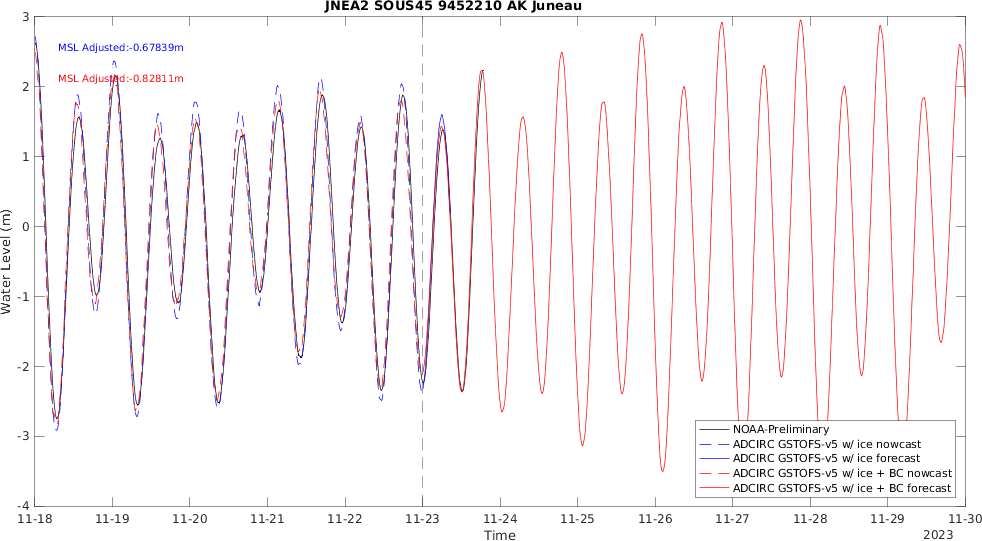 JNEA2 SOUS45 9452210 AK Juneau
MSL Adjusted:-0.67839m
MSL Adjusted:-0.82811m
3
2
1
0
-1
-2
-3
-4
Water Level (m)
NOAA-Preliminary
ADCIRC GSTOFS-v5 w/ ice nowcast
ADCIRC GSTOFS-v5 w/ ice forecast
ADCIRC GSTOFS-v5 w/ ice + BC nowcast
ADCIRC GSTOFS-v5 w/ ice + BC forecast
11-18 11-19 11-20 11-21 11-22 11-23 11-24 11-25 11-26 11-27 11-28 11-29 11-30
Time
2023